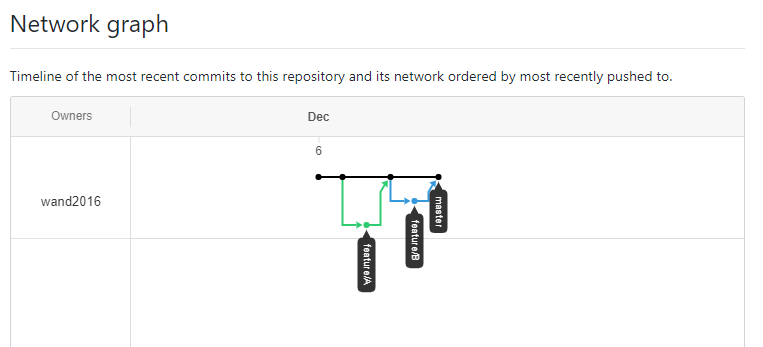 Network graph
Timeline of the most recent commits to this repository and its network ordered by most recently pushed to.
Owners
Dec
6
wand2016
master
feature/B
feature/A